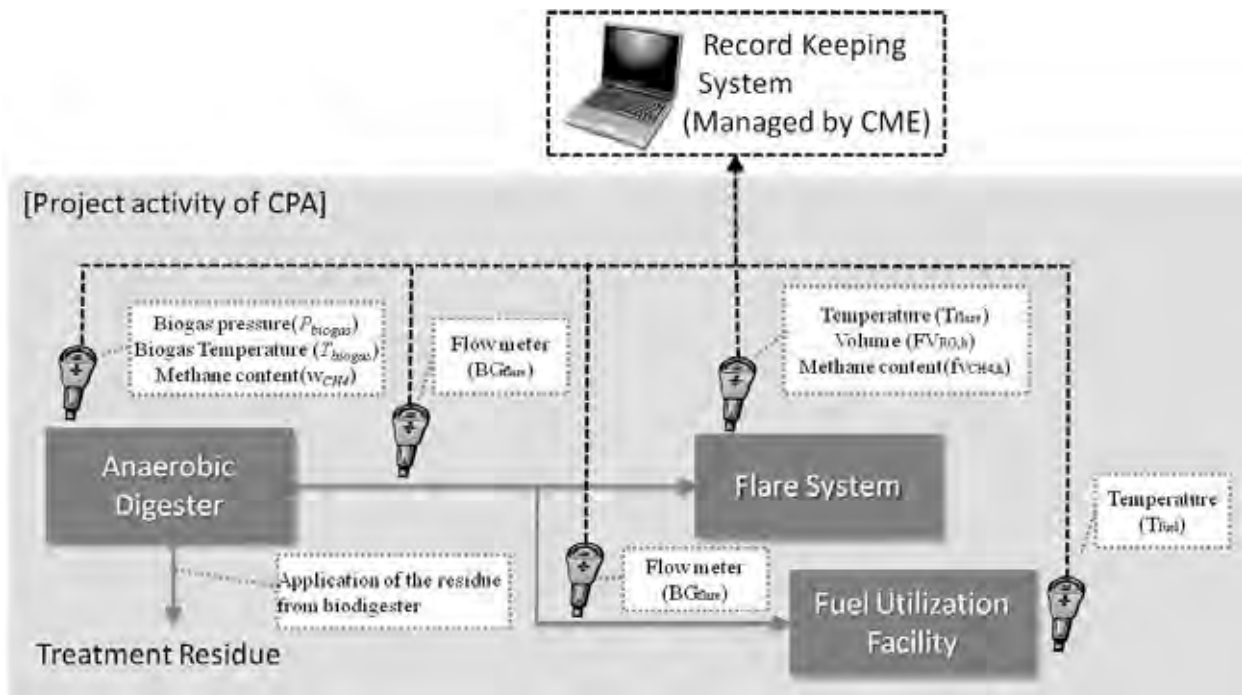 Record Keeping
System
(Managed by CME)
[Project activity of CPA]
Biogas pressure(Pbiogas)
Biogas Temperature (Tbiogas)
Methane content(wCH4)
Flow meter
(BGflare)
Temperature (Tflare)
Volume (FVRG,h)
Methane content(fvCH4,h)
Anaerobic
Digester
Flare System
Temperature
(TFuel)
Application of the residue
from biodigester
Flow meter
(BGflare)
Fuel Utilization
Facility
Treatment Residue